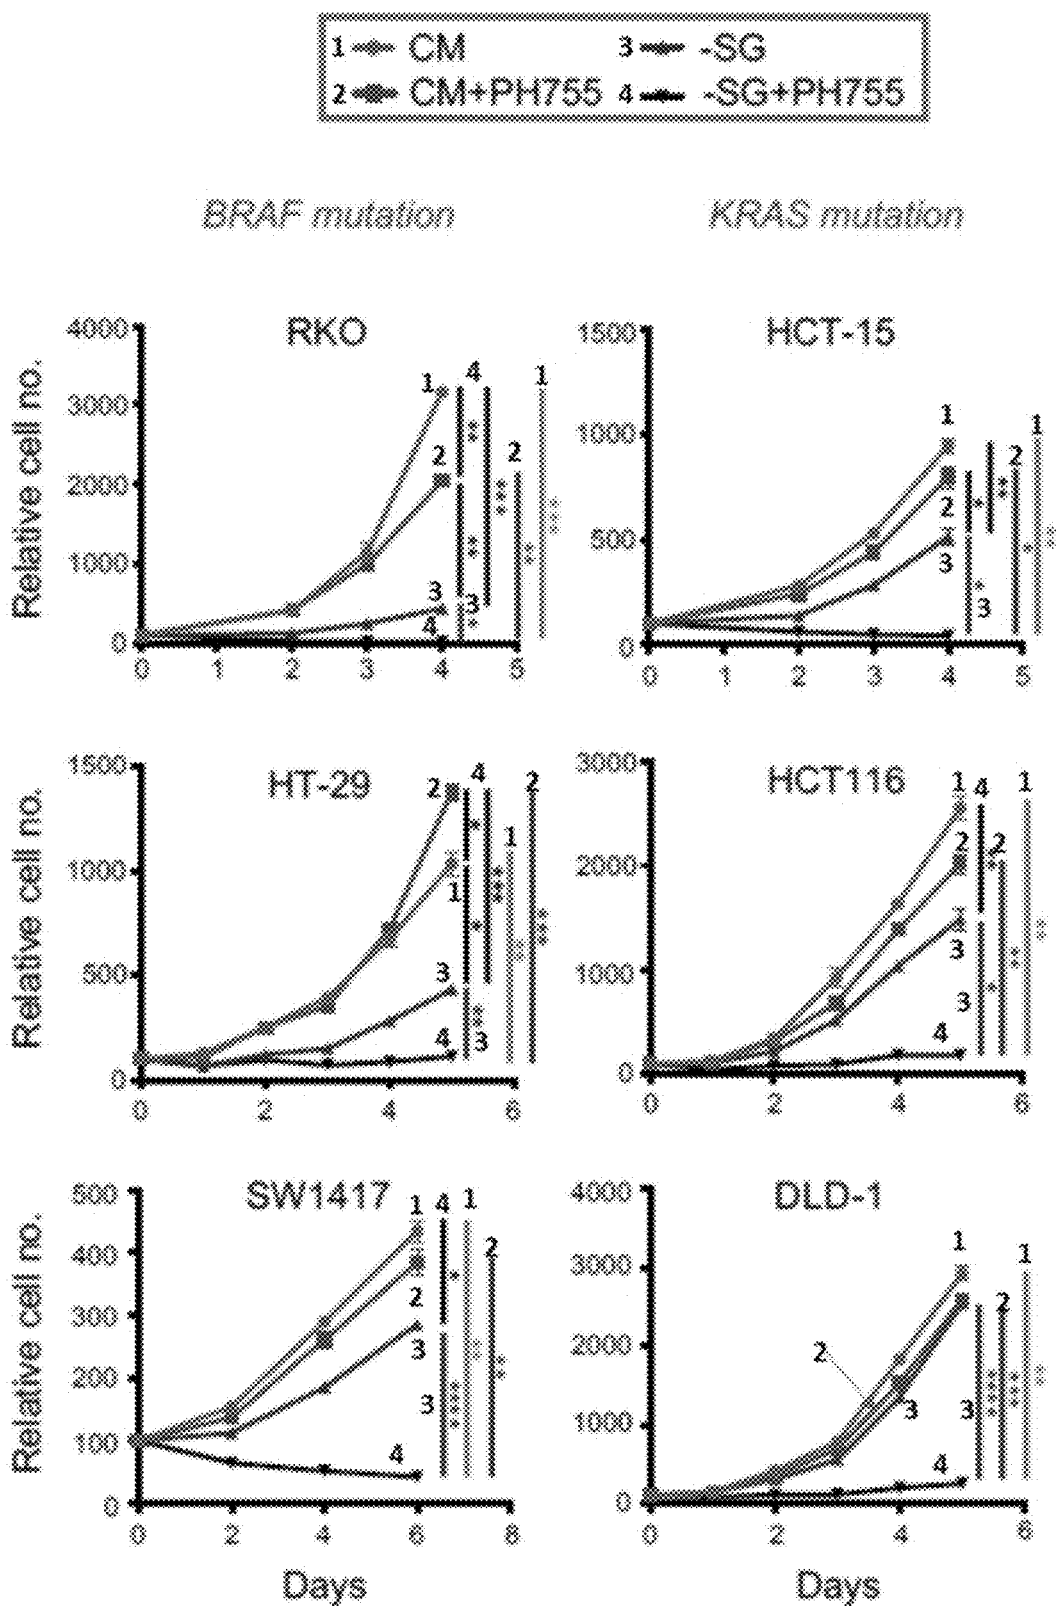 1 CM 3 -SG
2 CM+PH755 4 -SG+PH755
BRAF mutation KRAS mutation
RKO
Relative cell no.
4000
3000
2000
1000
0
0 1 2 3 4 5
1 4 1
2 2
3 3
4
** ** * *** ** ***
HCT-15
1500
1000
500
0
0 1 2 3 4 5
1 1
2 2
3 3
* * ** * **
HT-29
Relative cell no.
1500
1000
500
0
0 2 4 6
2 4 2
1 1
3
4 3
* * ** *** ** ***
HCT116
3000
2000
1000
0
0 2 4 6
1 4 1
2 2
3
3
4
* * ** **
SW1417
Relative cell no.
500
400
300
200
100
0
0 2 4 6 8
Days
1 4 1
2
2
3
3
4
* **** ** **
DLD-1
4000
3000
2000
1000
0
0 2 4 6
Days
1 1
2
2
3 3
4
**** *** **